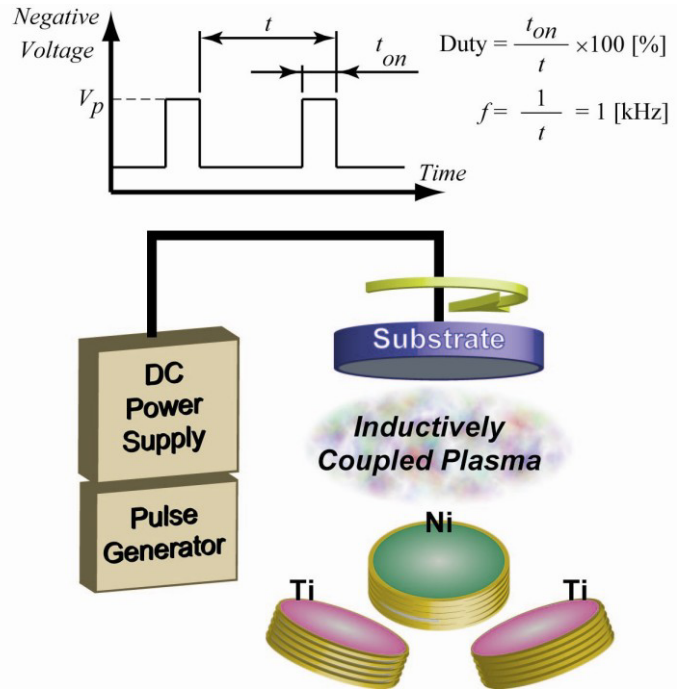 Negative
Voltage
t
t_on
V_p
Time
Duty = t_on / t ×100 [%]
f = 1 / t = 1 [kHz]
Substrate
DC
Power
Supply
Pulse
Generator
Inductively
Coupled Plasma
Ni
Ti
Ti